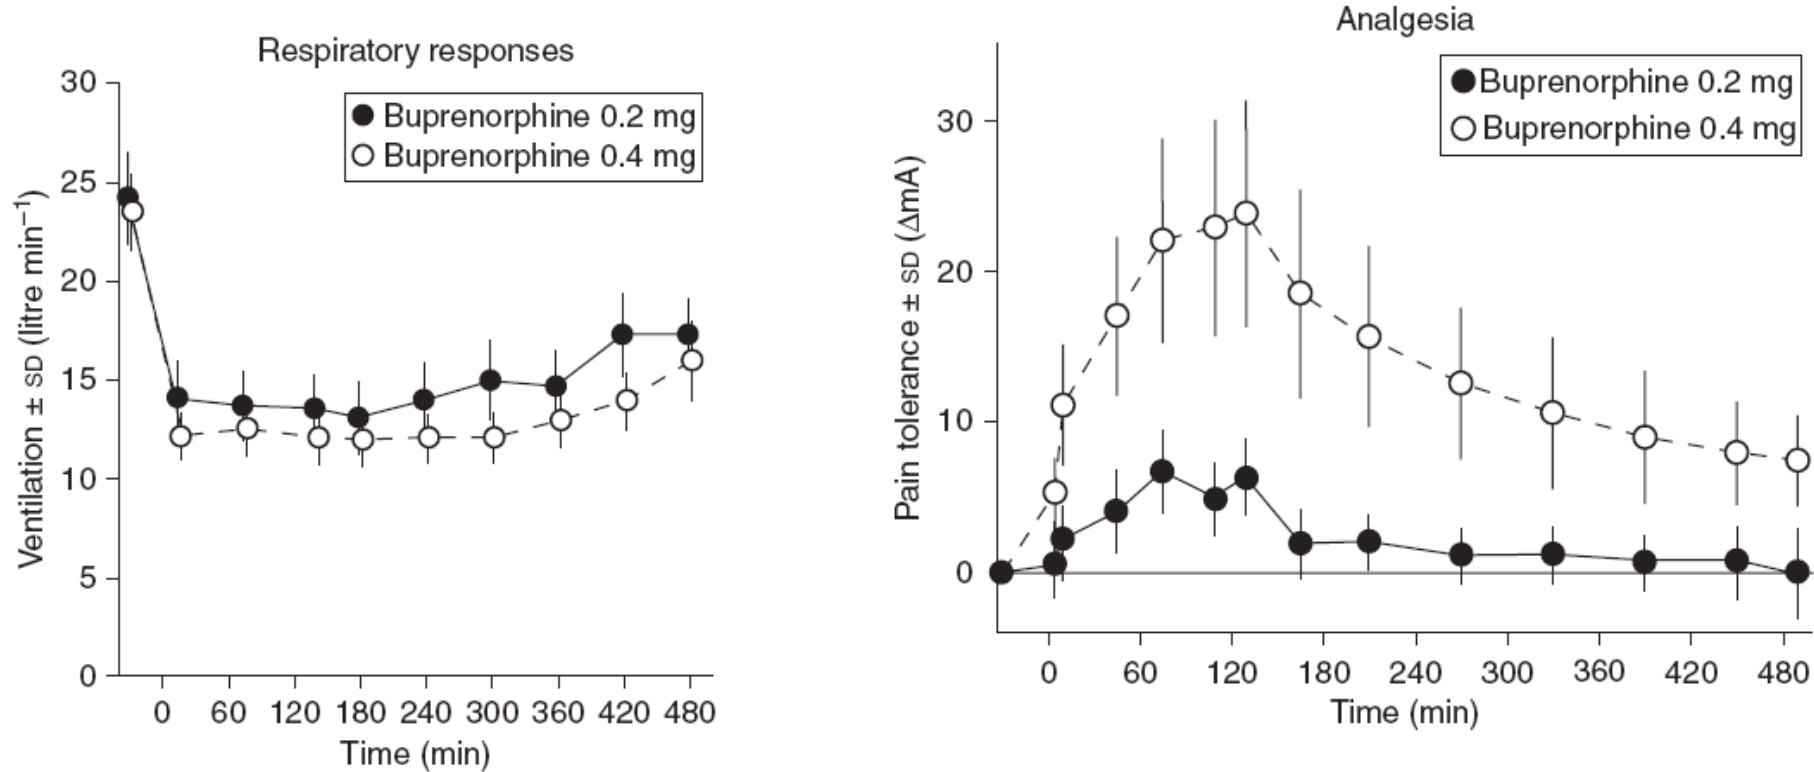 Respiratory responses
Buprenorphine 0.2 mg
Buprenorphine 0.4 mg
Ventilation ± SD (litre min⁻¹)
30
25
20
15
10
5
0
0 60 120 180 240 300 360 420 480
Time (min)
Analgesia
Buprenorphine 0.2 mg
Buprenorphine 0.4 mg
Pain tolerance ± SD (ΔmA)
30
20
10
0
0 60 120 180 240 300 360 420 480
Time (min)